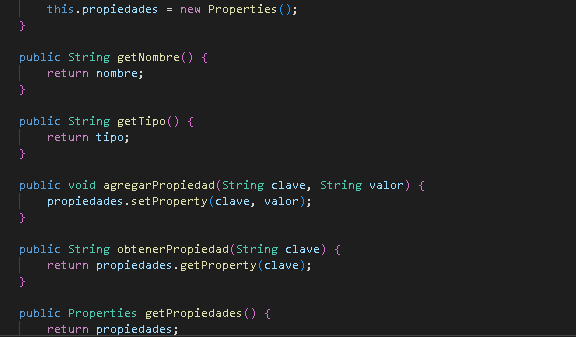 this.propiedades = new Properties();
}
public String getNombre() {
return nombre;
}
public String getTipo() {
return tipo;
}
public void agregarPropiedad(String clave, String valor) {
propiedades.setProperty(clave, valor);
}
public String obtenerPropiedad(String clave) {
return propiedades.getProperty(clave);
}
public Properties getPropiedades() {
return propiedades;